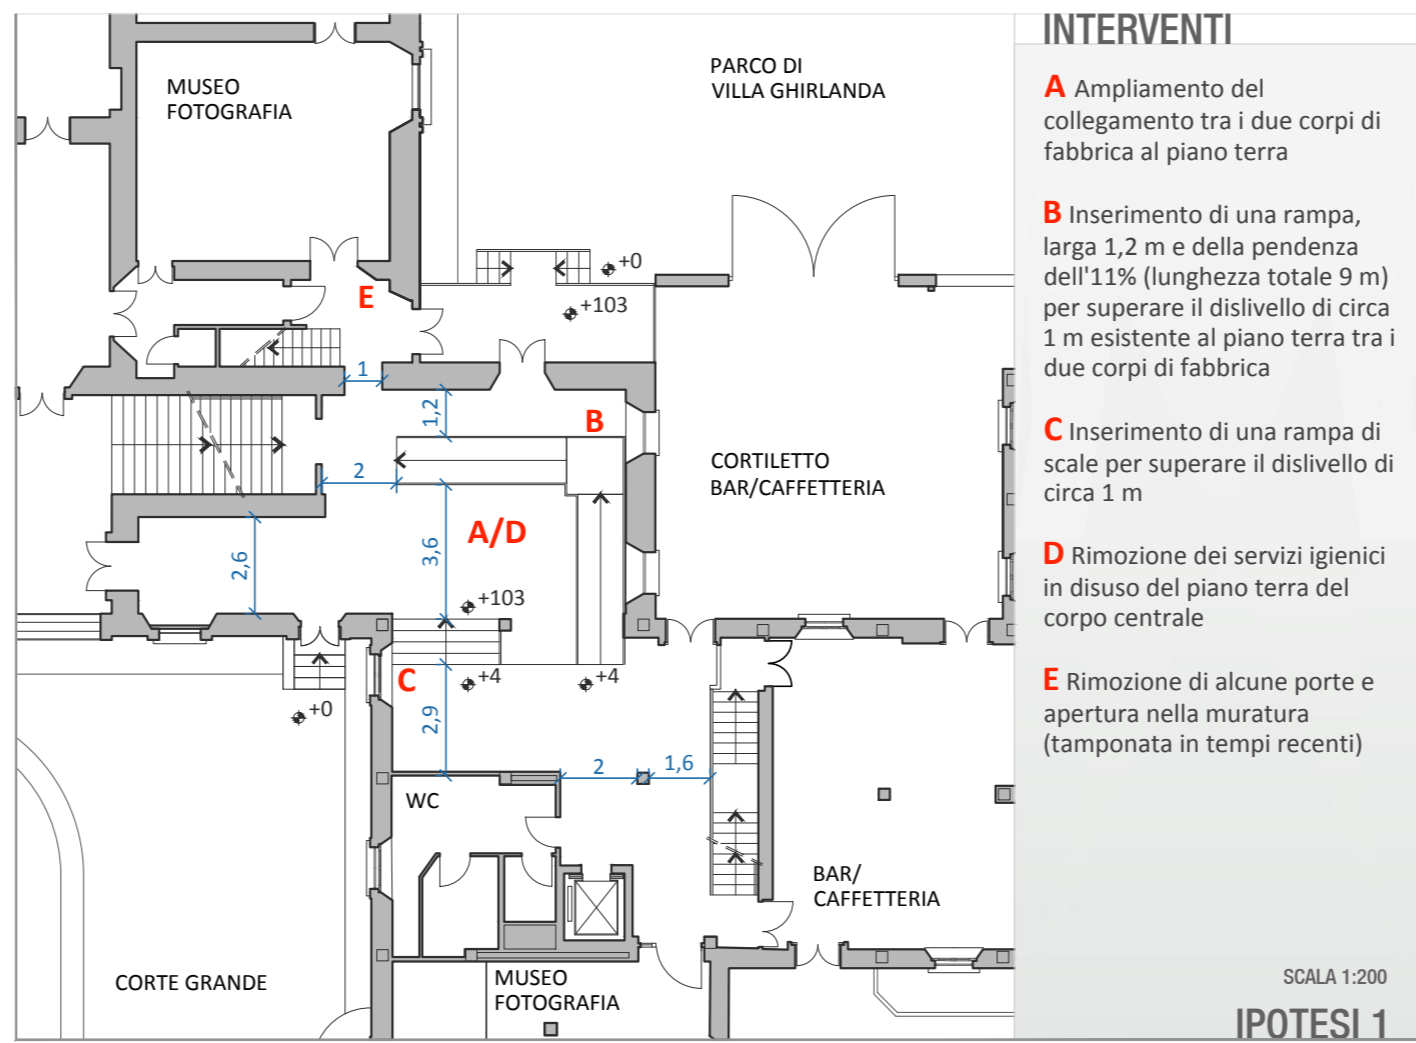 MUSEO
FOTOGRAFIA
PARCO DI
VILLA GHIRLANDA
+0
+103
E
1
1,2
B
2
CORTILETTO
BAR/CAFFETTERIA
A/D
3,6
2,6
+103
C
+4
+4
+0
2,9
2
1,6
WC
BAR/
CAFFETTERIA
CORTE GRANDE
MUSEO
FOTOGRAFIA
INTERVENTI
A Ampliamento del
collegamento tra i due corpi di
fabbrica al piano terra
B Inserimento di una rampa,
larga 1,2 m e della pendenza
dell'11% (lunghezza totale 9 m)
per superare il dislivello di circa
1 m esistente al piano terra tra i
due corpi di fabbrica
C Inserimento di una rampa di
scale per superare il dislivello di
circa 1 m
D Rimozione dei servizi igienici
in disuso del piano terra del
corpo centrale
E Rimozione di alcune porte e
apertura nella muratura
(tamponata in tempi recenti)
SCALA 1:200
IPOTESI 1